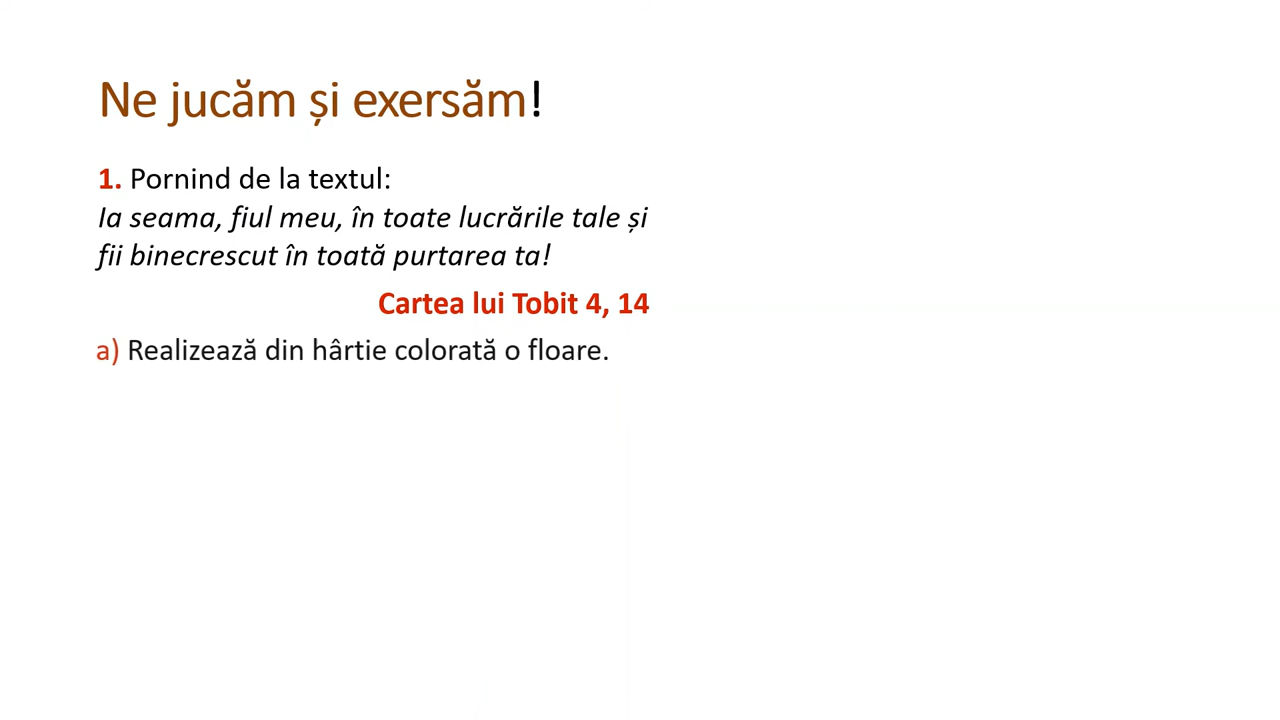 Ne jucăm și exersăm!
1. Pornind de la textul:
Ia seama, fiul meu, în toate lucrările tale și
fii binecrescut în toată purtarea ta!
Cartea lui Tobit 4, 14
a) Realizează din hârtie colorată o floare.